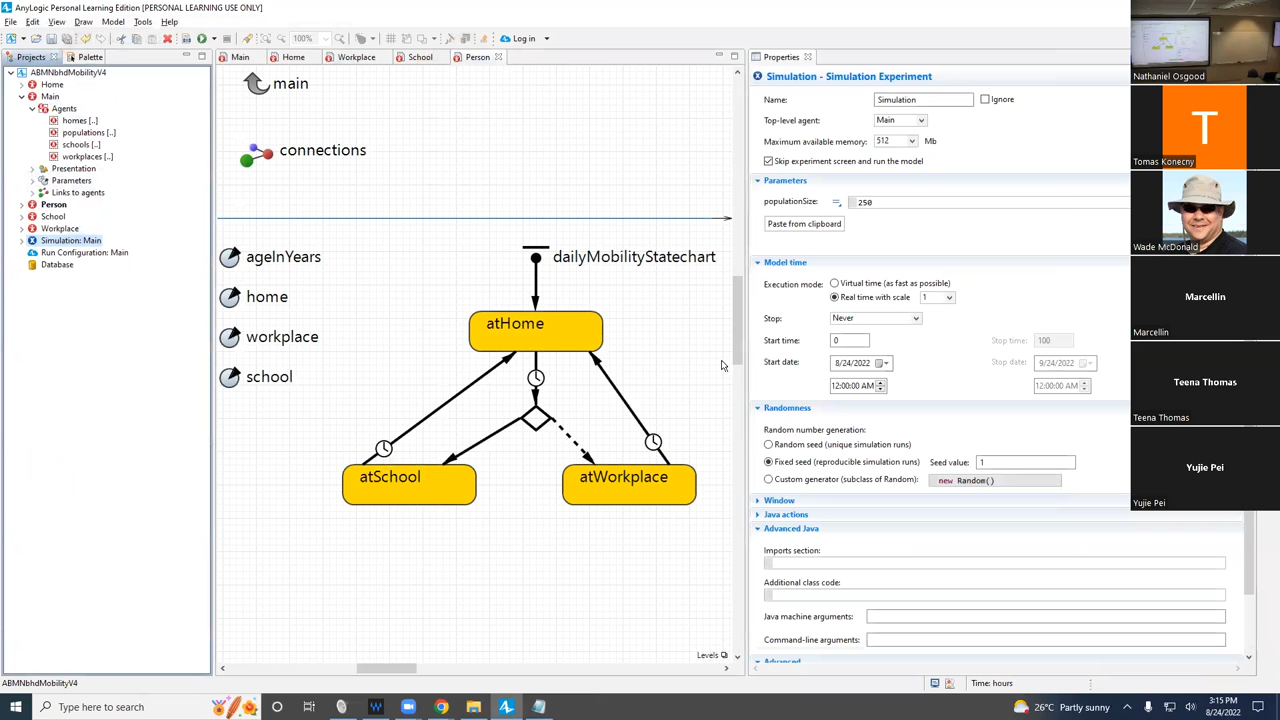 AnyLogic Personal Learning Edition [PERSONAL LEARNING USE ONLY]
File Edit View Draw Model Tools Help
100% Log in
Projects Palette
Main Home Workplace School Person
Properties
ABMNbhdMobilityV4
Home
Main
Agents
homes [..]
populations [..]
schools [..]
workplaces [..]
Presentation
Parameters
Links to agents
Person
School
Workplace
Simulation: Main
Run Configuration: Main
Database
main
connections
ageInYears
home
workplace
school
dailyMobilityStatechart
atHome
atSchool
atWorkplace
Levels
Simulation - Simulation Experiment
Name: Simulation Ignore
Top-level agent: Main
Maximum available memory: 512 Mb
Skip experiment screen and run the model
Parameters
populationSize: 250
Paste from clipboard
Model time
Execution mode: Virtual time (as fast as possible)
Real time with scale 1
Stop: Never
Start time: 0 Stop time: 100
Start date: 8/24/2022 Stop date: 9/24/2022
12:00:00 AM 12:00:00 AM
Randomness
Random number generation:
Random seed (unique simulation runs)
Fixed seed (reproducible simulation runs) Seed value: 1
Custom generator (subclass of Random): new Random()
Window
Java actions
Advanced Java
Imports section:
Additional class code:
Java machine arguments:
Command-line arguments:
Advanced
Nathaniel Osgood
T
Tomas Konecny
Wade McDonald
Marcellin
Marcellin
Teena Thomas
Teena Thomas
Yujie Pei
Yujie Pei
ABMNbhdMobilityV4
Time: hours
Type here to search
26°C Partly sunny
3:15 PM
8/24/2022